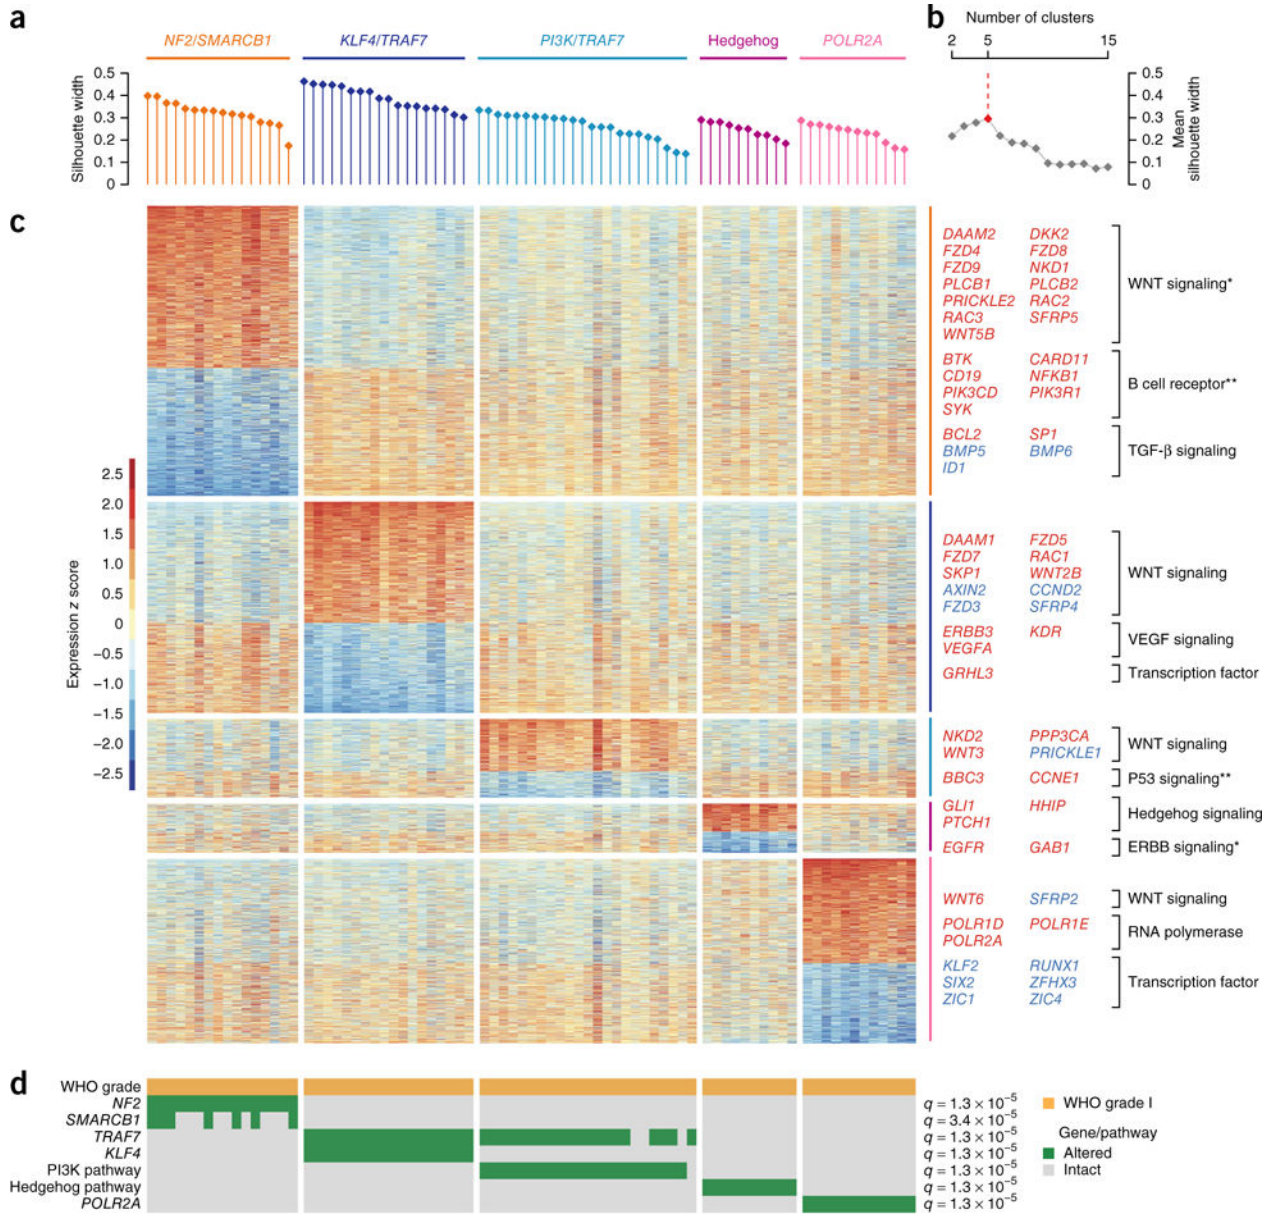 a
NF2/SMARCB1
KLF4/TRAF7
PI3K/TRAF7
Hedgehog
POLR2A
Silhouette width
0.5
0.4
0.3
0.2
0.1
0
b
Number of clusters
2 5 15
0.5
0.4
0.3
0.2
0.1
0
Mean
silhouette width
c
Expression z score
2.5
2.0
1.5
1.0
0.5
0
−0.5
−1.0
−1.5
−2.0
−2.5
DAAM2 DKK2
FZD4 FZD8
FZD9 NKD1
PLCB1 PLCB2
PRICKLE2 RAC2
RAC3 SFRP5
WNT5B
WNT signaling*
BTK CARD11
CD19 NFKB1
PIK3CD PIK3R1
SYK
B cell receptor**
BCL2 SP1
BMP5 BMP6
ID1
TGF-β signaling
DAAM1 FZD5
FZD7 RAC1
SKP1 WNT2B
AXIN2 CCND2
FZD3 SFRP4
WNT signaling
ERBB3 KDR
VEGFA
VEGF signaling
GRHL3
Transcription factor
NKD2 PPP3CA
WNT3 PRICKLE1
WNT signaling
BBC3 CCNE1
P53 signaling**
GLI1 HHIP
PTCH1
Hedgehog signaling
EGFR GAB1
ERBB signaling*
WNT6 SFRP2
WNT signaling
POLR1D POLR1E
POLR2A
RNA polymerase
KLF2 RUNX1
SIX2 ZFHX3
ZIC1 ZIC4
Transcription factor
d
WHO grade
NF2 q = 1.3 × 10−5
SMARCB1 q = 3.4 × 10−5
TRAF7 q = 1.3 × 10−5
KLF4 q = 1.3 × 10−5
PI3K pathway q = 1.3 × 10−5
Hedgehog pathway q = 1.3 × 10−5
POLR2A q = 1.3 × 10−5
WHO grade I
Gene/pathway
Altered
Intact